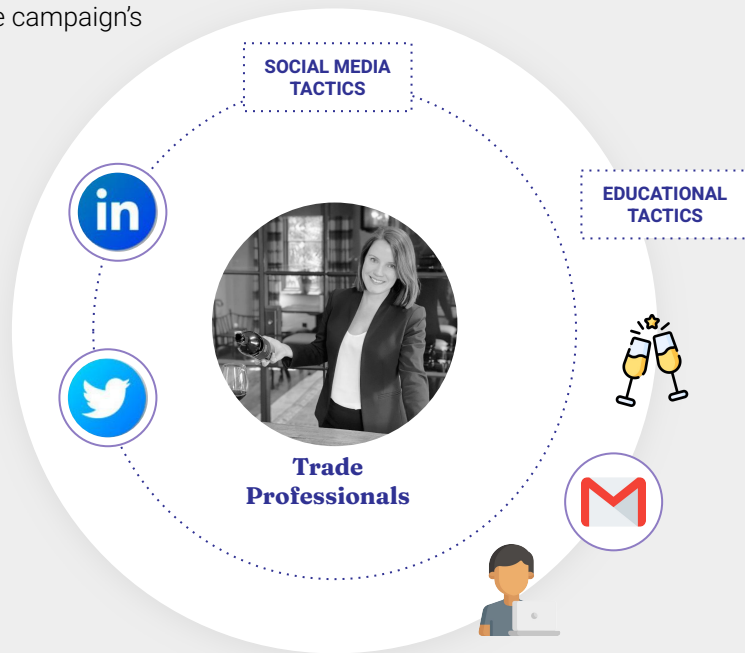 e campaign’s
SOCIAL MEDIA
TACTICS
EDUCATIONAL
TACTICS
in
Trade
Professionals